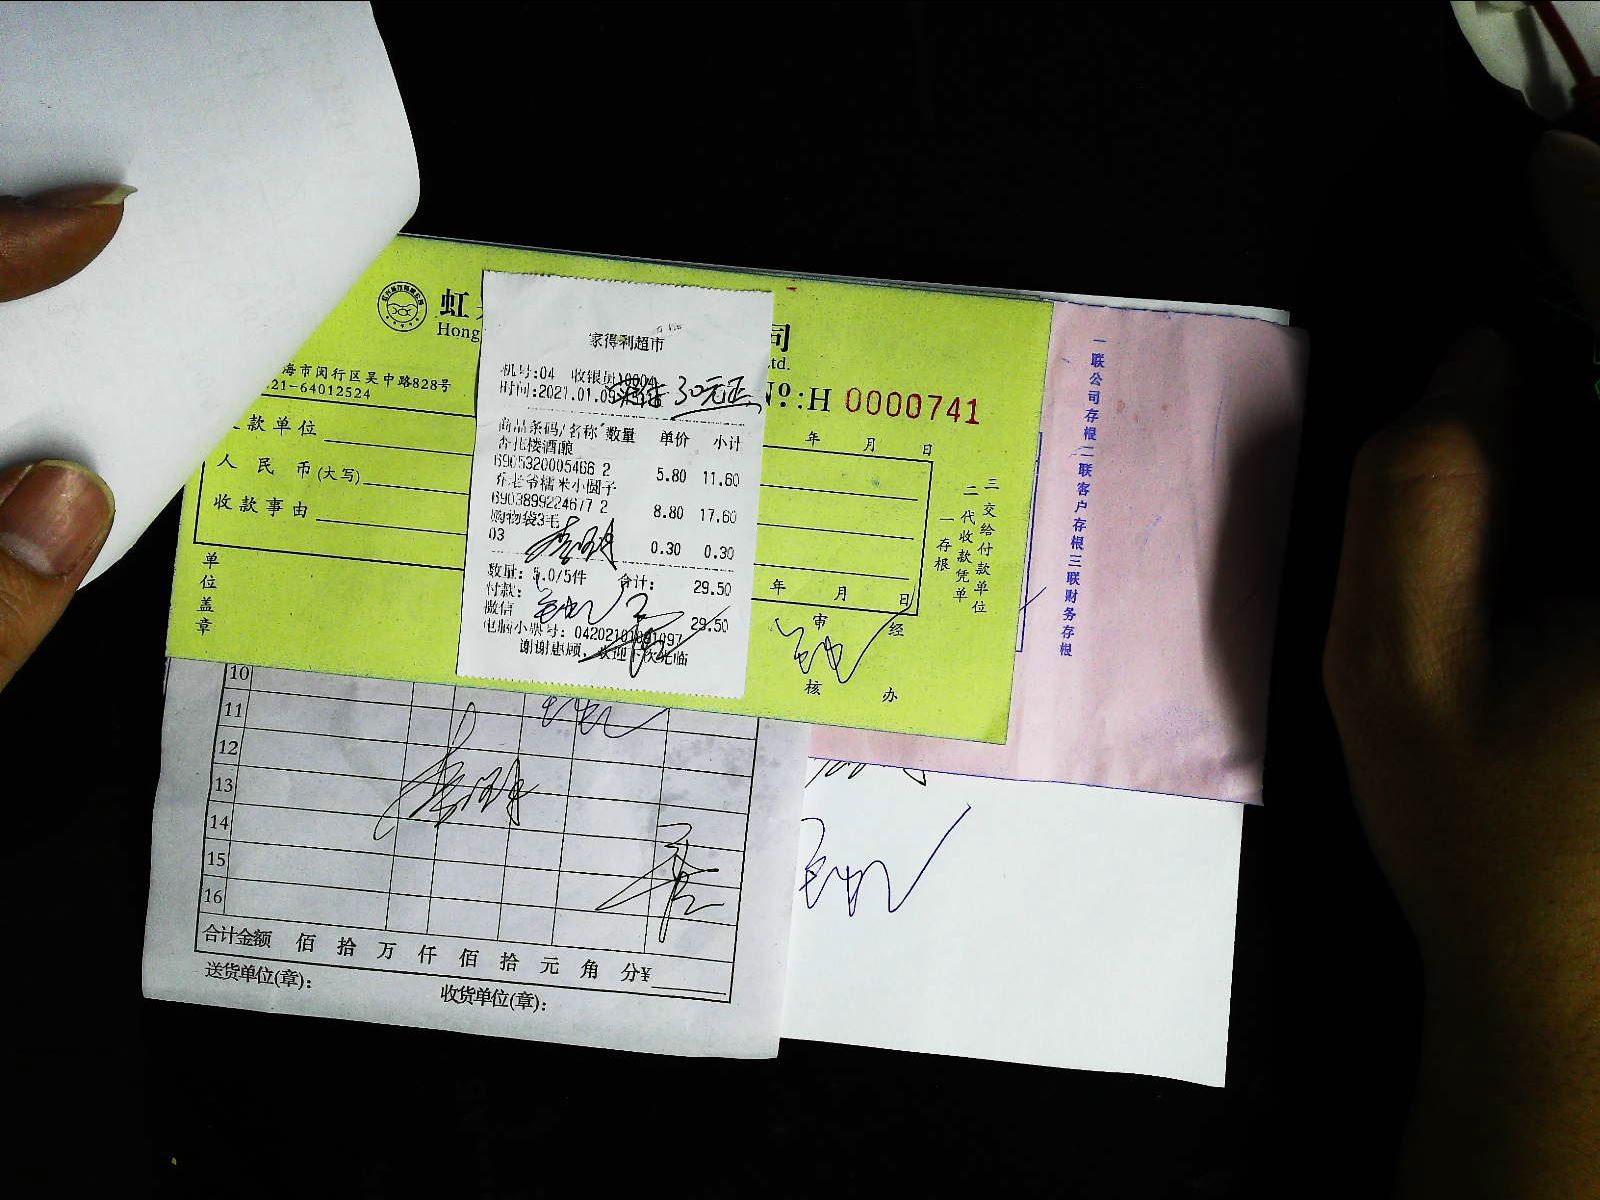 虹
司
Hong
td.
海市闵行区吴中路828号
21-64012524
Nº:H 0000741
款单位
年 月 日
人民币(大写)
收款事由
单位盖章
年 月 日
审核
经办
一存根
二代收款凭单
三交给付款单位
家得利超市
机号:04 收银员
时间:2021.01.09
30元正
商品条码/名称 数量 单价 小计
香花楼酒酿
6905320005466 2 5.80 11.60
乔老爷糯米小圆子
6903899224677 2 8.80 17.60
购物袋3毛
03 0.30 0.30
数量: 5.0/5件 合计: 29.50
付款:
微信 29.50
电脑小票号:
谢谢惠顾, 欢迎下次光临
一联公司存根二联客户存根三联财务存根
10
11
12
13
14
15
16
合计金额 佰 拾 万 仟 佰 拾 元 角 分¥
送货单位(章): 收货单位(章):